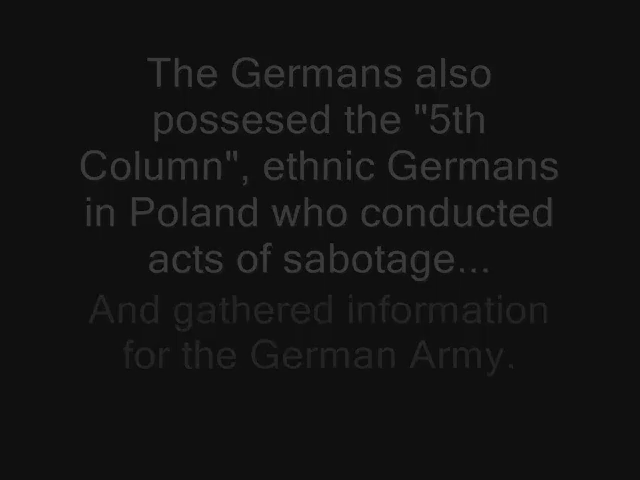 The Germans also
possesed the "5th
Column", ethnic Germans
in Poland who conducted
acts of sabotage...
And gathered information
for the German Army.